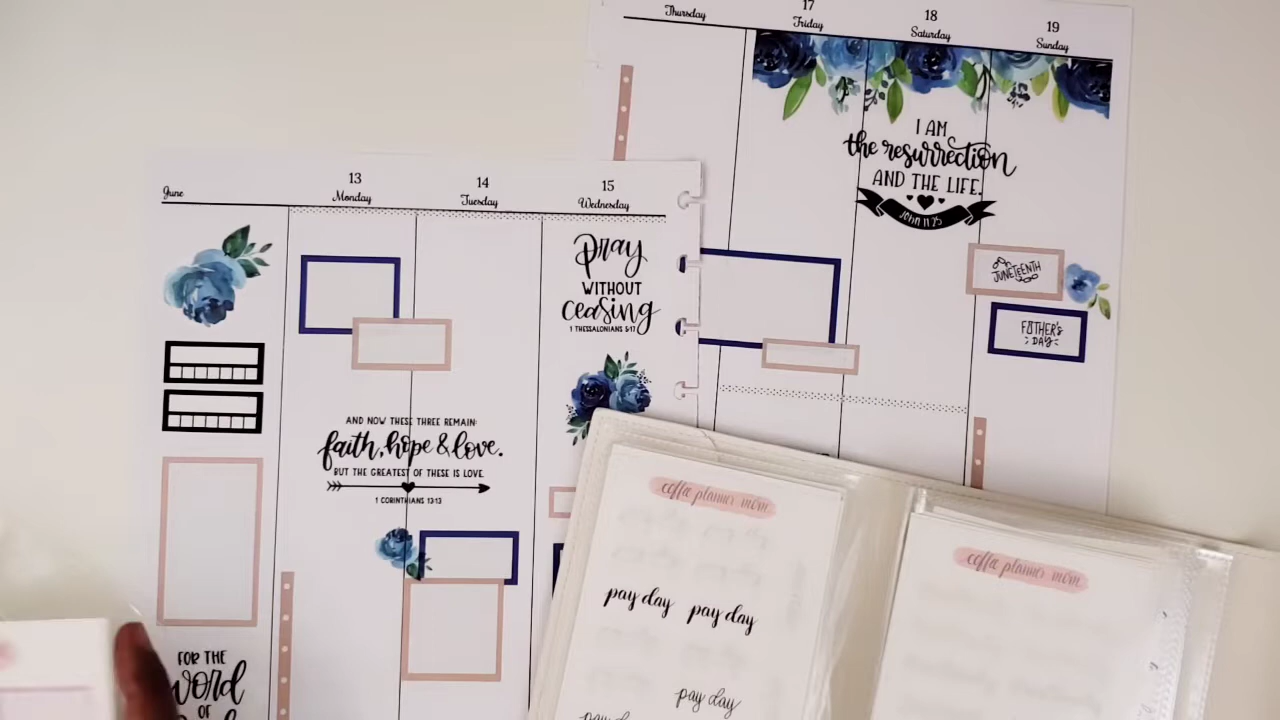 June
13
Monday
14
Tuesday
15
Wednesday
pray
WITHOUT
ceasing
1 THESSALONIANS 5:17
AND NOW THESE THREE REMAIN:
faith, hope & love.
BUT THE GREATEST OF THESE IS LOVE.
1 CORINTHIANS 13:13
FOR THE
word
OF
Thursday
17
Friday
18
Saturday
19
Sunday
I AM
the resurrection
AND THE LIFE.
JOHN 11:25
JUNETEENTH
FATHER'S
DAY
coffee planner mom
pay day pay day
pay day
coffee planner mom